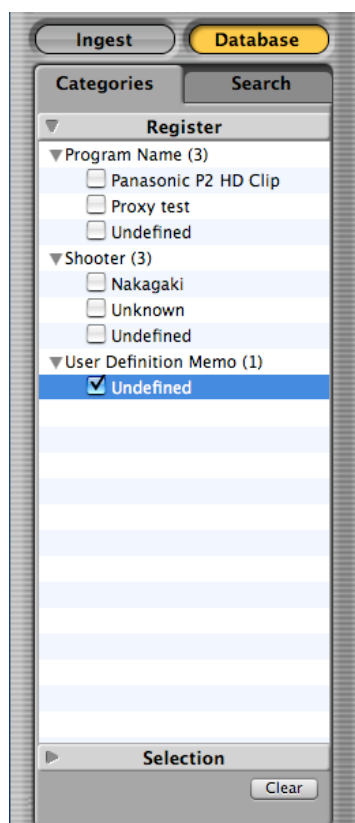 Ingest Database
Categories Search
Register
Program Name (3)
Panasonic P2 HD Clip
Proxy test
Undefined
Shooter (3)
Nakagaki
Unknown
Undefined
User Definition Memo (1)
Undefined
Selection
Clear